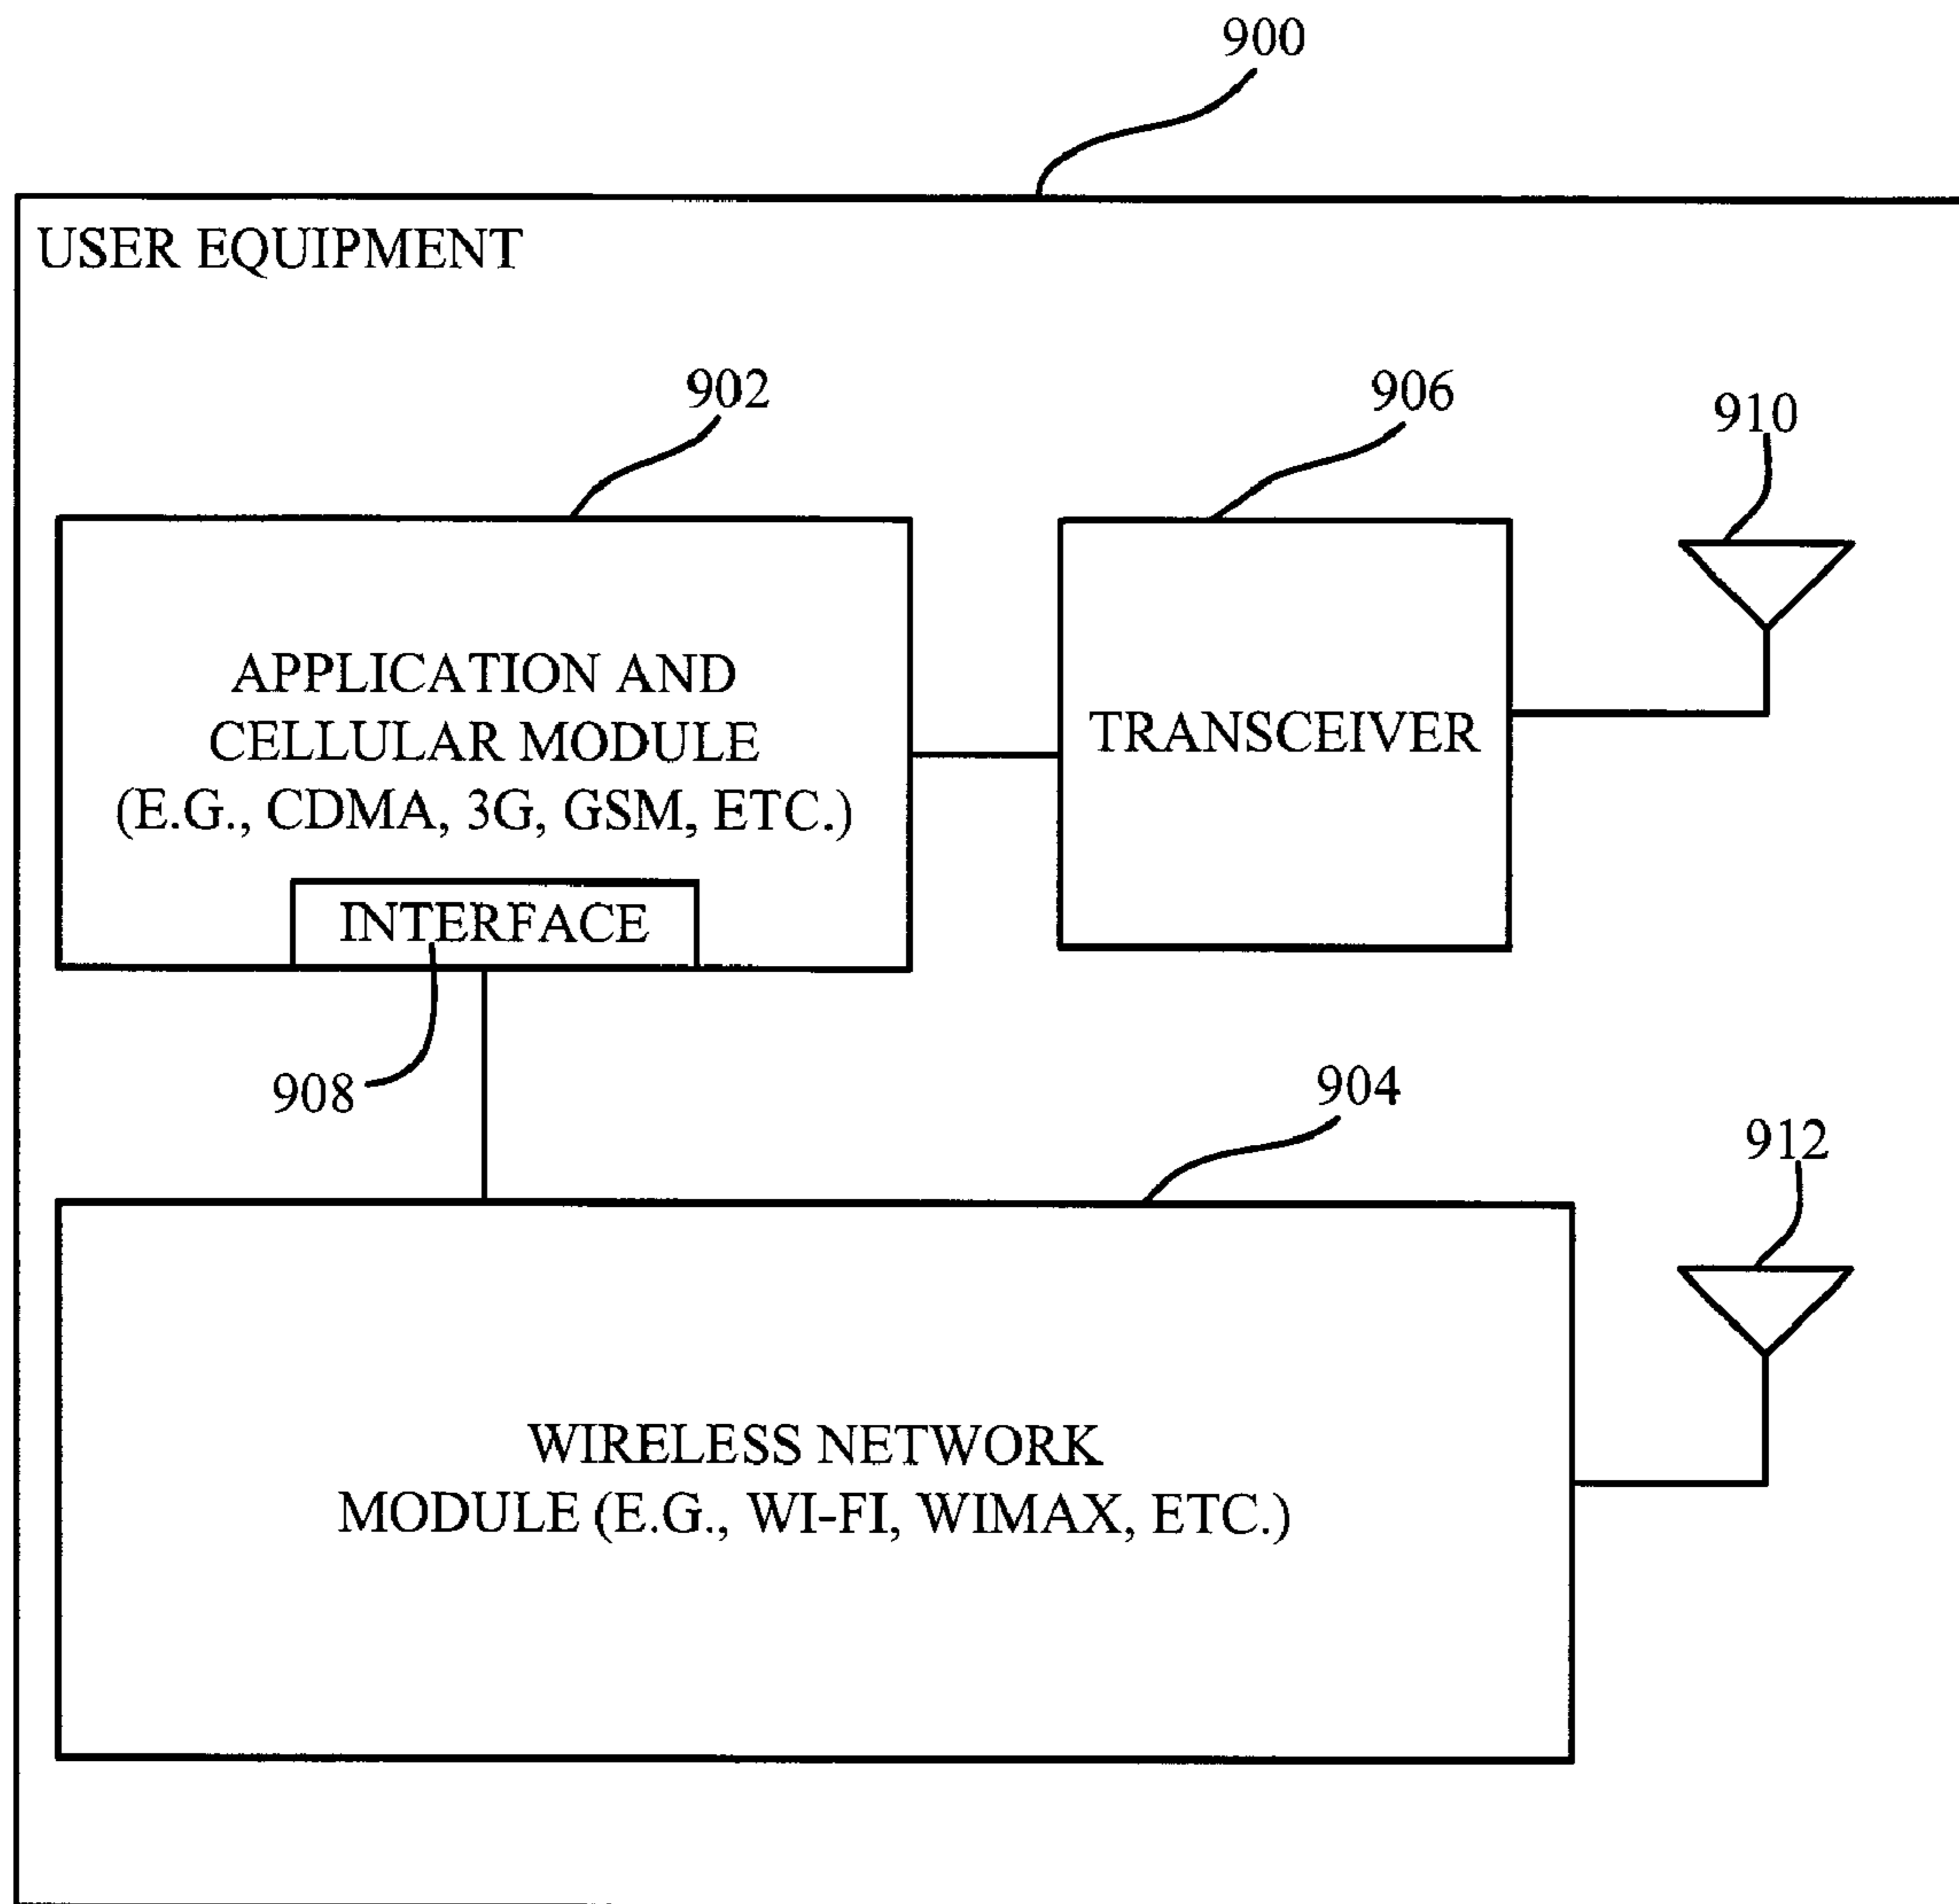 900
USER EQUIPMENT
902
906
910
APPLICATION AND
CELLULAR MODULE
(E.G., CDMA, 3G, GSM, ETC.)
TRANSCEIVER
INTERFACE
908
904
912
WIRELESS NETWORK
MODULE (E.G., WI-FI, WIMAX, ETC.)